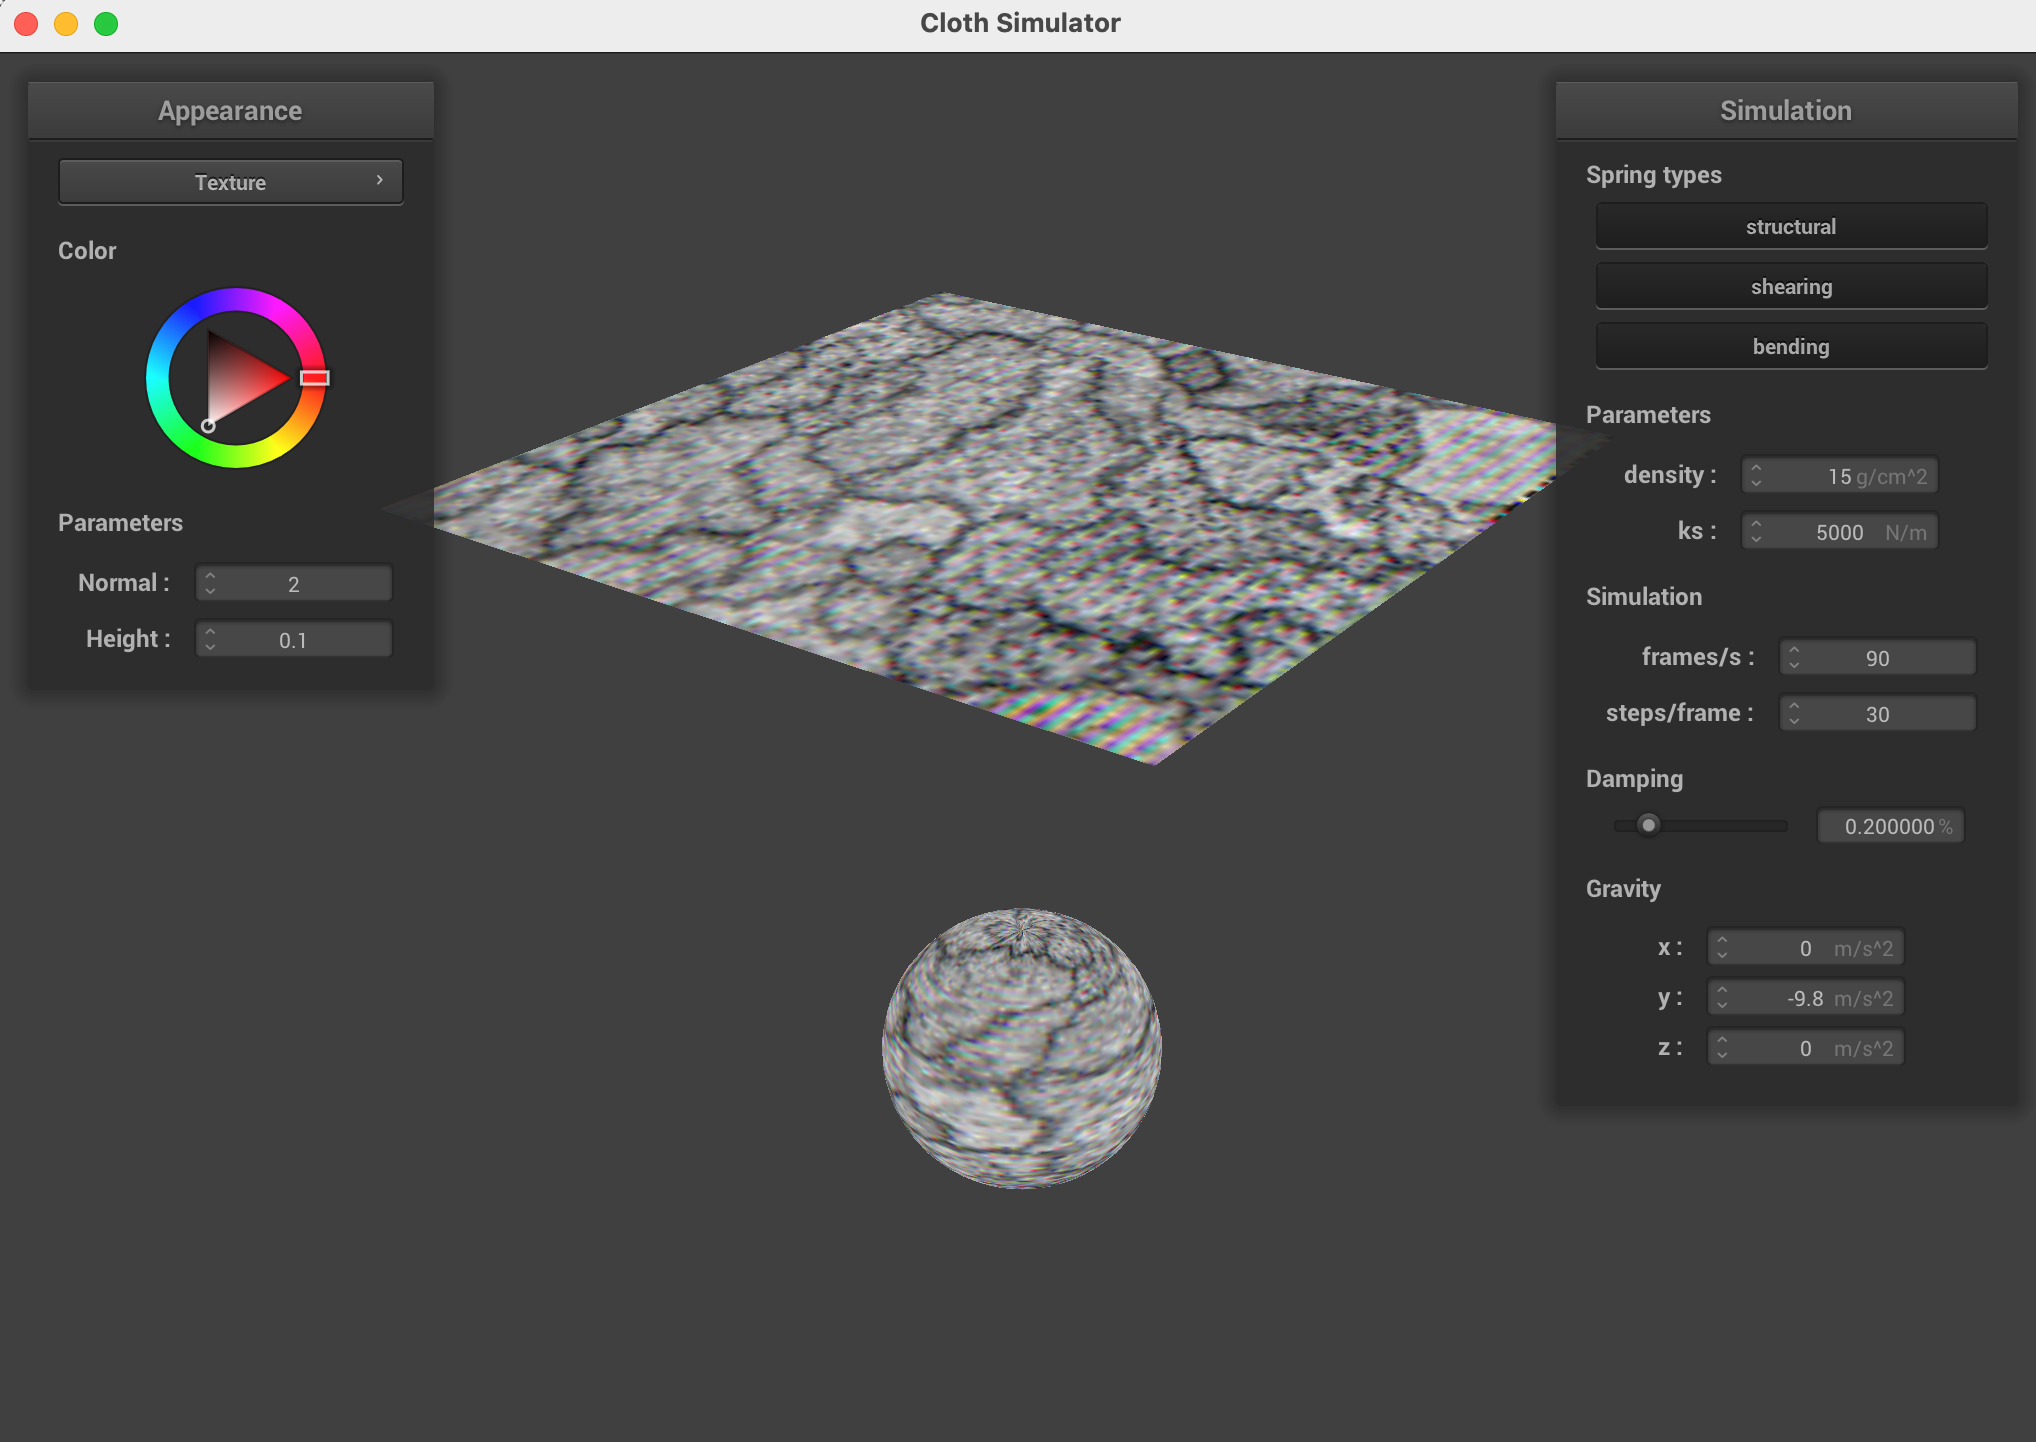 Cloth Simulator
Appearance
Texture
Color
Parameters
Normal : 2
Height : 0.1
Simulation
Spring types
structural
shearing
bending
Parameters
density : 15 g/cm^2
ks : 5000 N/m
Simulation
frames/s : 90
steps/frame : 30
Damping
0.200000 %
Gravity
x : 0 m/s^2
y : -9.8 m/s^2
z : 0 m/s^2